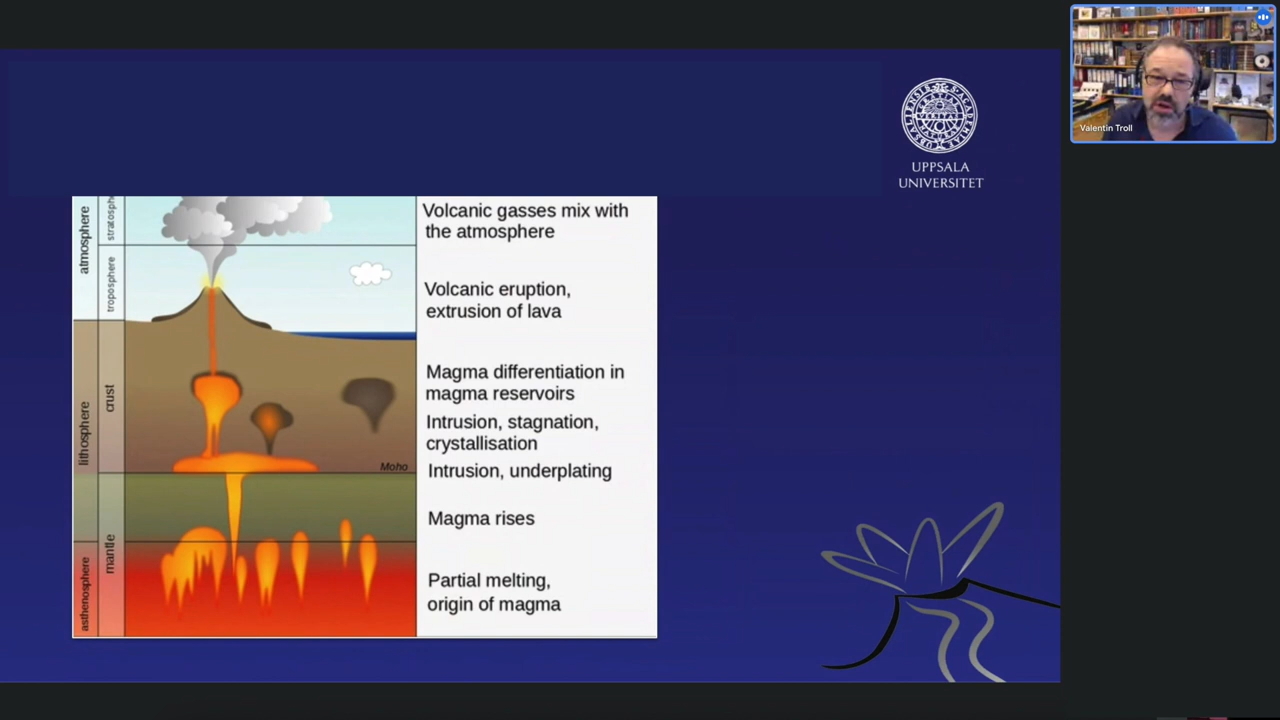 Valentin Troll
UPPSALA
UNIVERSITET
atmosphere
troposphere
lithosphere
crust
asthenosphere
mantle
Moho
Volcanic gasses mix with
the atmosphere
Volcanic eruption,
extrusion of lava
Magma differentiation in
magma reservoirs
Intrusion, stagnation,
crystallisation
Intrusion, underplating
Magma rises
Partial melting,
origin of magma